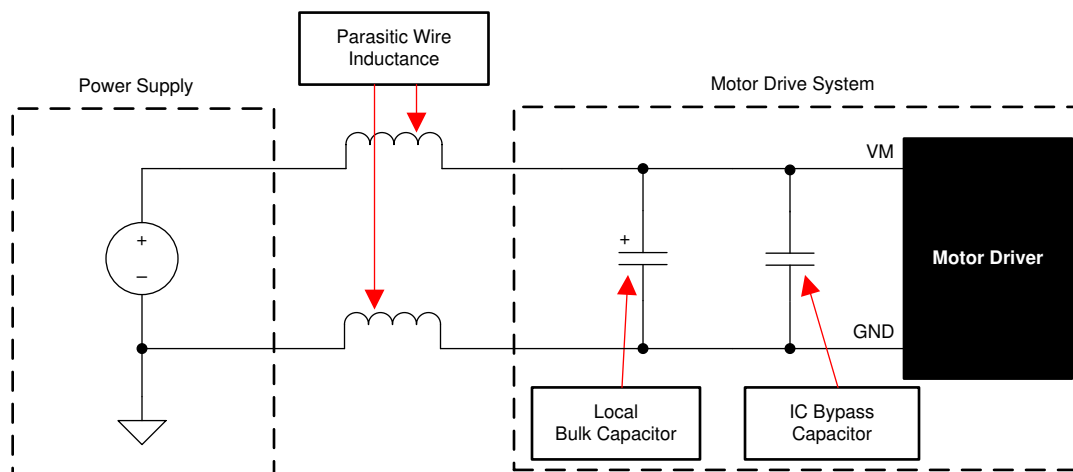 Parasitic Wire
Inductance
Power Supply
Motor Drive System
VM
+
–
+
Motor Driver
GND
Local
Bulk Capacitor
IC Bypass
Capacitor